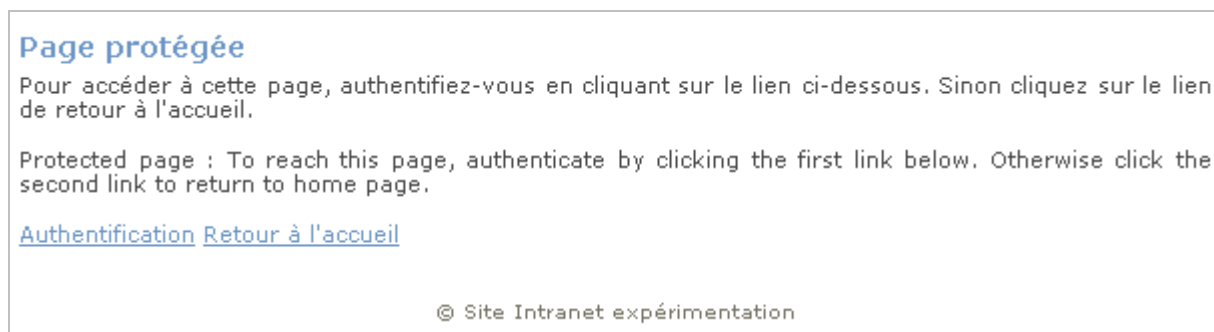 Page protégée
Pour accéder à cette page, authentifiez-vous en cliquant sur le lien ci-dessous. Sinon cliquez sur le lien
de retour à l'accueil.
Protected page : To reach this page, authenticate by clicking the first link below. Otherwise click the
second link to return to home page.
Authentification Retour à l'accueil
© Site Intranet expérimentation